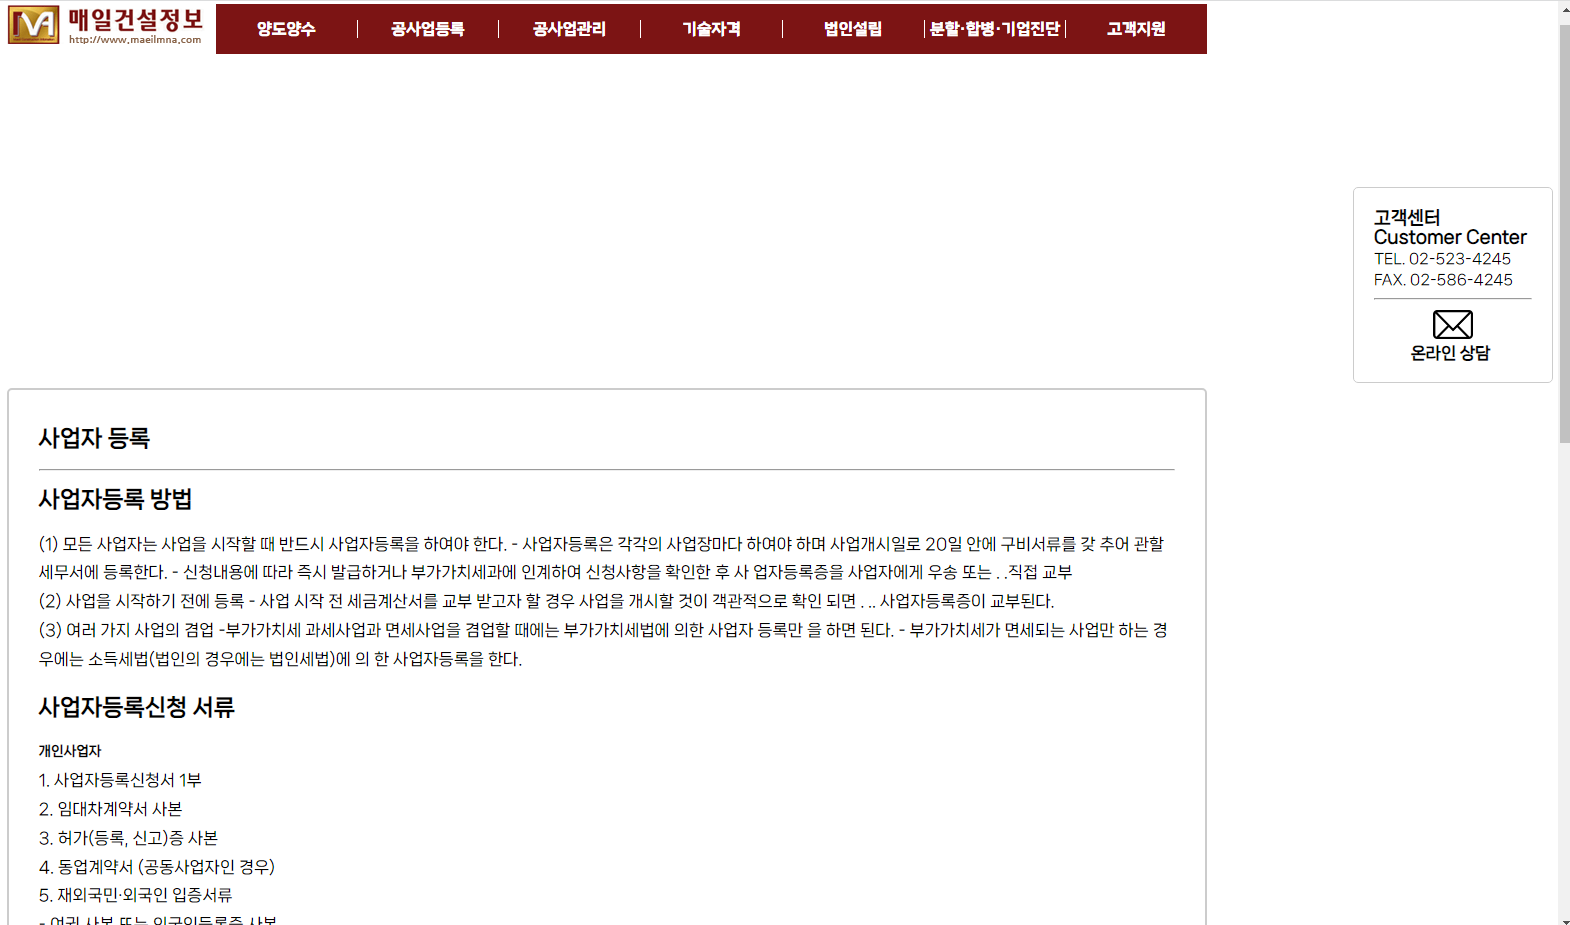 매일건설정보
http://www.maeilmna.com
양도양수
공사업등록
공사업관리
기술자격
법인설립
분할·합병·기업진단
고객지원
고객센터
Customer Center
TEL. 02-523-4245
FAX. 02-586-4245
온라인 상담
사업자 등록
사업자등록 방법
(1) 모든 사업자는 사업을 시작할 때 반드시 사업자등록을 하여야 한다. - 사업자등록은 각각의 사업장마다 하여야 하며 사업개시일로 20일 안에 구비서류를 갖 추어 관할
세무서에 등록한다. - 신청내용에 따라 즉시 발급하거나 부가가치세과에 인계하여 신청사항을 확인한 후 사 업자등록증을 사업자에게 우송 또는 . .직접 교부
(2) 사업을 시작하기 전에 등록 - 사업 시작 전 세금계산서를 교부 받고자 할 경우 사업을 개시할 것이 객관적으로 확인 되면 . .. 사업자등록증이 교부된다.
(3) 여러 가지 사업의 겸업 -부가가치세 과세사업과 면세사업을 겸업할 때에는 부가가치세법에 의한 사업자 등록만 을 하면 된다. - 부가가치세가 면세되는 사업만 하는 경
우에는 소득세법(법인의 경우에는 법인세법)에 의 한 사업자등록을 한다.
사업자등록신청 서류
개인사업자
1. 사업자등록신청서 1부
2. 임대차계약서 사본
3. 허가(등록, 신고)증 사본
4. 동업계약서 (공동사업자인 경우)
5. 재외국민·외국인 입증서류
- 여권 사본 또는 외국인등록증 사본